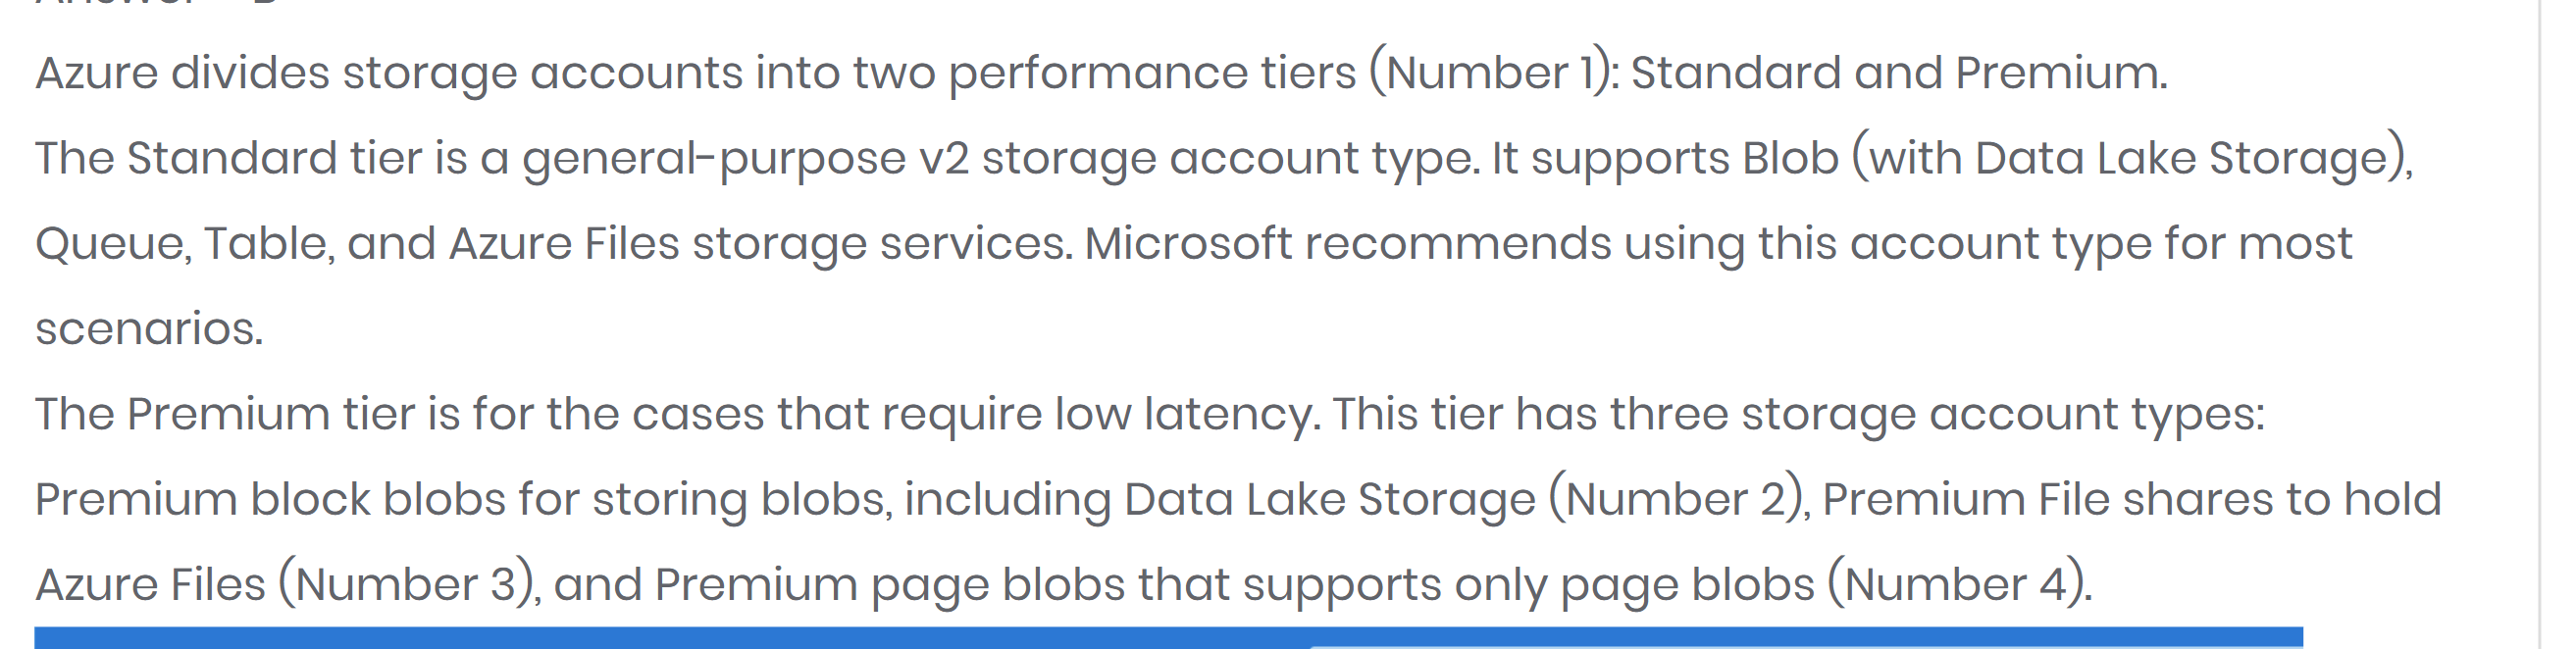 Azure divides storage accounts into two performance tiers (Number 1): Standard and Premium.
The Standard tier is a general-purpose v2 storage account type. It supports Blob (with Data Lake Storage),
Queue, Table, and Azure Files storage services. Microsoft recommends using this account type for most
scenarios.
The Premium tier is for the cases that require low latency. This tier has three storage account types:
Premium block blobs for storing blobs, including Data Lake Storage (Number 2), Premium File shares to hold
Azure Files (Number 3), and Premium page blobs that supports only page blobs (Number 4).